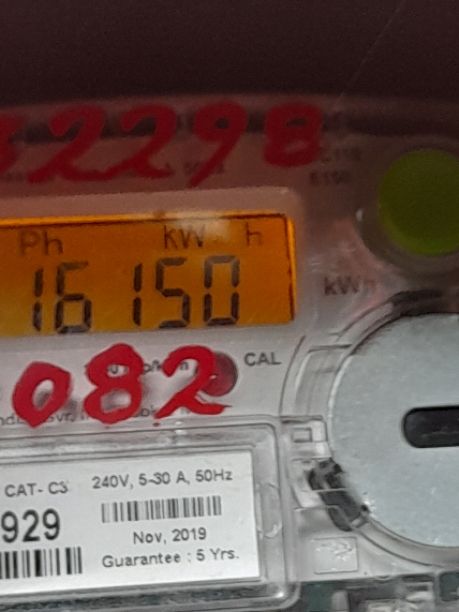 32298
Ph kW h
16150
kWh
CAL
082
CAT- C3 240V, 5-30 A, 50Hz
929
Nov, 2019
Guarantee : 5 Yrs.